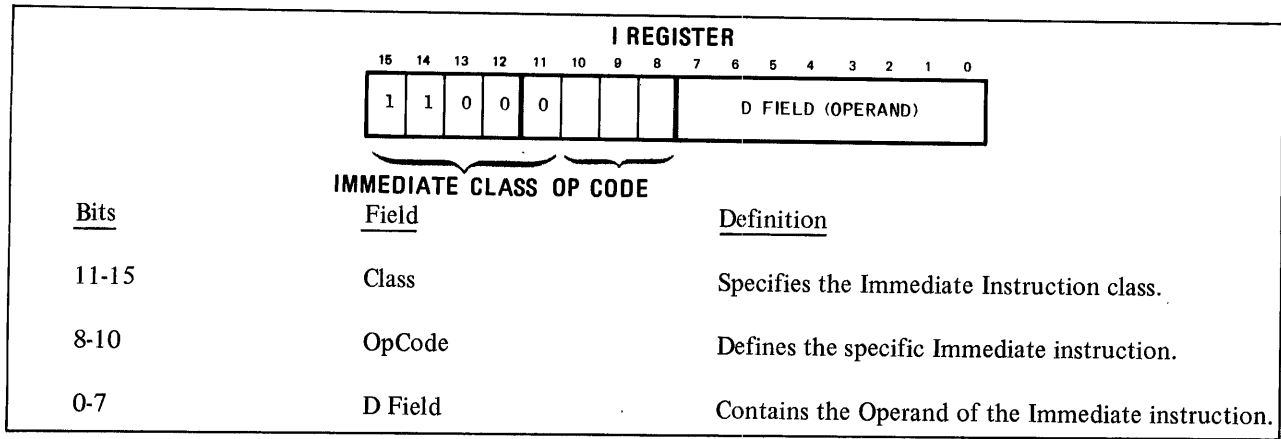 I REGISTER
15 14 13 12 11 10 9 8 7 6 5 4 3 2 1 0
1 1 0 0 0 D FIELD (OPERAND)
IMMEDIATE CLASS OP CODE
Bits Field Definition
11-15 Class Specifies the Immediate Instruction class.
8-10 OpCode Defines the specific Immediate instruction.
0-7 D Field Contains the Operand of the Immediate instruction.